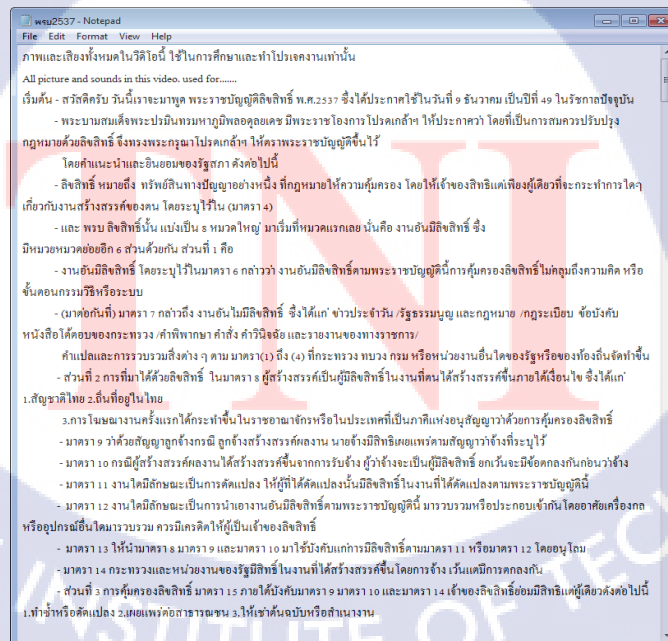 พรบ2537 - Notepad
File Edit Format View Help
ภาพและเสียงทั้งหมดในวิดิโอนี้ ใช้ในการศึกษาและทำโปรเจคงานเท่านั้น
All picture and sounds in this video. used for.......
เริ่มต้น - สวัสดีครับ วันนี้เราจะมาพูด พระราชบัญญัติลิขสิทธิ์ พ.ศ.2537 ซึ่งได้ประกาศใช้ในวันที่ 9 ธันวาคม เป็นปีที่ 49 ในรัชกาลปัจจุบัน
- พระบามสมเด็จพระปรมินทรมหาภูมิพลอดุลยเดช มีพระราชโองการโปรดเกล้าฯ ให้ประกาศว่า โดยที่เป็นการสมควรปรับปรุง
กฎหมายด้วยลิขสิทธิ์ จึงทรงพระกรุณาโปรดเกล้าฯ ให้ตราพระราชบัญญัติขึ้นไว้
โดยคำแนะนำและยินยอมของรัฐสภา ดังต่อไปนี้
- ลิขสิทธิ์ หมายถึง ทรัพย์สินทางปัญญาอย่างหนึ่ง ที่กฎหมายให้ความคุ้มครอง โดยให้เจ้าของสิทธิแต่เพียงผู้เดียวที่จะกระทำการใดๆ
เกี่ยวกับงานสร้างสรรค์ของตน โดยระบุไว้ใน (มาตรา 4)
- และ พรบ ลิขสิทธิ์นั้น แบ่งเป็น 8 หมวดใหญ่ มาเริ่มที่หมวดแรกเลย นั่นคือ งานอันมีลิขสิทธิ์ ซึ่ง
มีหมวยหมวดย่อยอีก 6 ส่วนด้วยกัน ส่วนที่ 1 คือ
- งานอันมีลิขสิทธิ์ โดยระบุไว้ในมาตรา 6 กล่าวว่า งานอันมีลิขสิทธิ์ตามพระราชบัญญัตินี้การคุ้มครองลิขสิทธิ์ไม่คลุมถึงความคิด หรือ
ขั้นตอนกรรมวิธีหรือระบบ
- (มาต่อกันที่) มาตรา 7 กล่าวถึง งานอันไม่มีลิขสิทธิ์ ซึ่งได้แก่ ข่าวประจำวัน /รัฐธรรมนูญ และกฎหมาย /กฎระเบียบ ข้อบังคับ
หนังสือโต้ตอบของกระทรวง /คำพิพากษา คำสั่ง คำวินิจฉัย และรายงานของทางราชการ/
คำแปลและการรวบรวมสิ่งต่าง ๆ ตาม มาตรา(1) ถึง (4) ที่กระทรวง ทบวง กรม หรือหน่วยงานอื่นใดของรัฐหรือของท้องถิ่นจัดทำขึ้น
- ส่วนที่ 2 การที่มาได้ด้วยลิขสิทธิ์ ในมาตรา 8 ผู้สร้างสรรค์เป็นผู้มีลิขสิทธิ์ในงานที่ตนได้สร้างสรรค์ขึ้นภายใต้เงื่อนไข ซึ่งได้แก่
1.สัญชาติไทย 2.ถิ่นที่อยู่ในไทย
3.การโฆษณางานครั้งแรกได้กระทำขึ้นในราชอาณาจักรหรือในประเทศที่เป็นภาคีแห่งอนุสัญญาว่าด้วยการคุ้มครองลิขสิทธิ์
- มาตรา 9 ว่าด้วยสัญญาลูกจ้างกรณี ลูกจ้างสร้างสรรค์ผลงาน นายจ้างมีสิทธิเผยแพร่ตามสัญญาว่าจ้างที่ระบุไว้
- มาตรา 10 กรณีผู้สร้างสรรค์ผลงานได้สร้างสรรค์ขึ้นจากการรับจ้าง ผู้ว่าจ้างจะเป็นผู้มีลิขสิทธิ์ ยกเว้นจะมีข้อตกลงกันก่อนว่าจ้าง
- มาตรา 11 งานใดมีลักษณะเป็นการดัดแปลง ให้ผู้ที่ได้ดัดแปลงนั้นมีลิขสิทธิ์ในงานที่ได้ดัดแปลงตามพระราชบัญญัตินี้
- มาตรา 12 งานใดมีลักษณะเป็นการนำเอางานอันมีลิขสิทธิ์ตามพระราชบัญญัตินี้ มารวบรวมหรือประกอบเข้ากันโดยอาศัยเครื่องกล
หรืออุปกรณ์อื่นใดมารวบรวม ควรมีเครดิตให้ผู้เป็นเจ้าของลิขสิทธิ์
- มาตรา 13 ให้นำมาตรา 8 มาตรา 9 และมาตรา 10 มาใช้บังคับแก่การมีลิขสิทธิ์ตามมาตรา 11 หรือมาตรา 12 โดยอนุโลม
- มาตรา 14 กระทรวงและหน่วยงานของรัฐมีสิทธิในงานที่ได้สร้างสรรค์ขึ้นโดยการจ้าง เว้นแต่มีการตกลงกัน
- ส่วนที่ 3 การคุ้มครองลิขสิทธิ์ มาตรา 15 ภายใต้บังคับมาตรา 9 มาตรา 10 และมาตรา 14 เจ้าของลิขสิทธิ์ย่อมมีสิทธิแต่ผู้เดียวดังต่อไปนี้
1.ทำซ้ำหรือดัดแปลง 2.เผยแพร่ต่อสาธารณชน 3.ให้เช่าต้นฉบับหรือสำเนางาน
TNI
INSTITUTE OF TECH